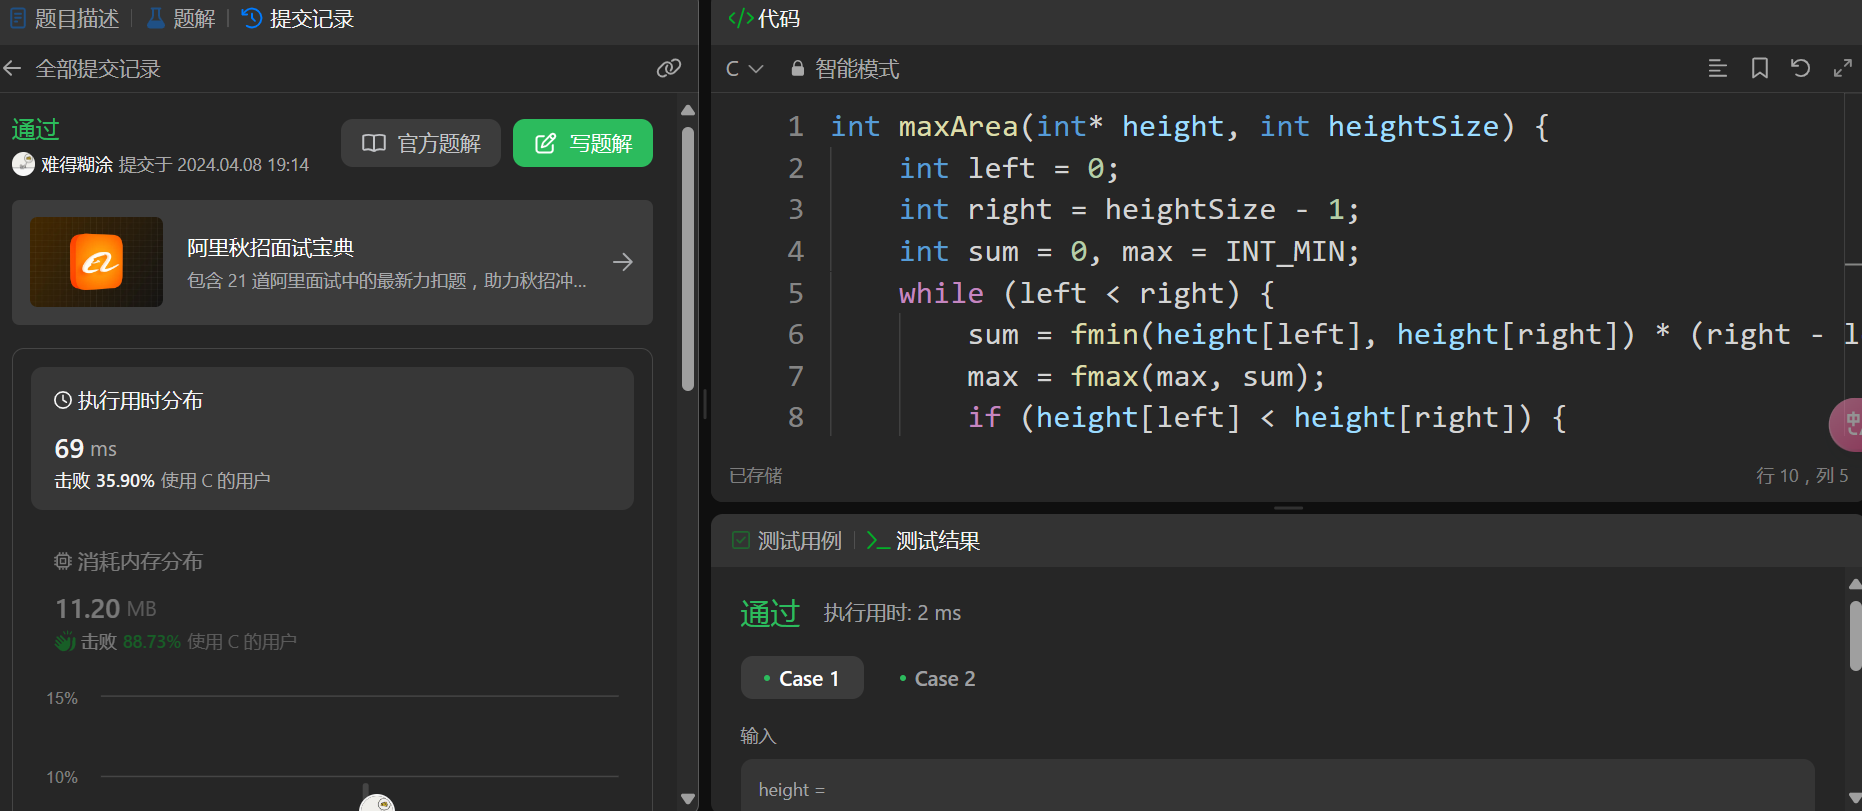 题目描述 | 题解 | 提交记录
全部提交记录
通过
难得糊涂 提交于 2024.04.08 19:14
官方题解
写题解
阿里秋招面试宝典
包含 21 道阿里面试中的最新力扣题，助力秋招冲...
执行用时分布
69 ms
击败 35.90% 使用 C 的用户
消耗内存分布
11.20 MB
击败 88.73% 使用 C 的用户
15%
10%
</>代码
C 智能模式
1 int maxArea(int* height, int heightSize) {
2 int left = 0;
3 int right = heightSize - 1;
4 int sum = 0, max = INT_MIN;
5 while (left < right) {
6 sum = fmin(height[left], height[right]) * (right - l
7 max = fmax(max, sum);
8 if (height[left] < height[right]) {
中
已存储
行 10，列 5
测试用例 | >_ 测试结果
通过 执行用时: 2 ms
Case 1 Case 2
输入
height =